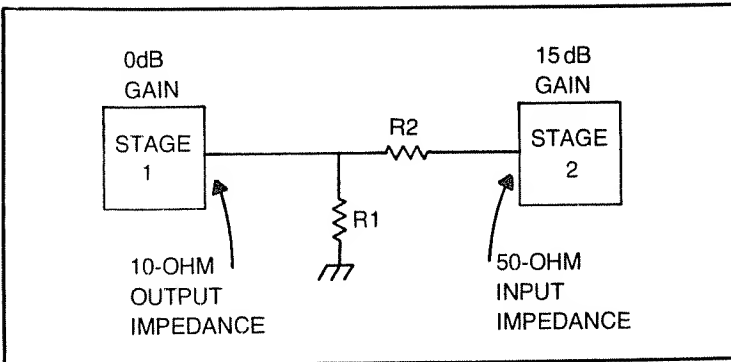 0dB
GAIN
15dB
GAIN
STAGE
1
R2
STAGE
2
R1
10-OHM
OUTPUT
IMPEDANCE
50-OHM
INPUT
IMPEDANCE